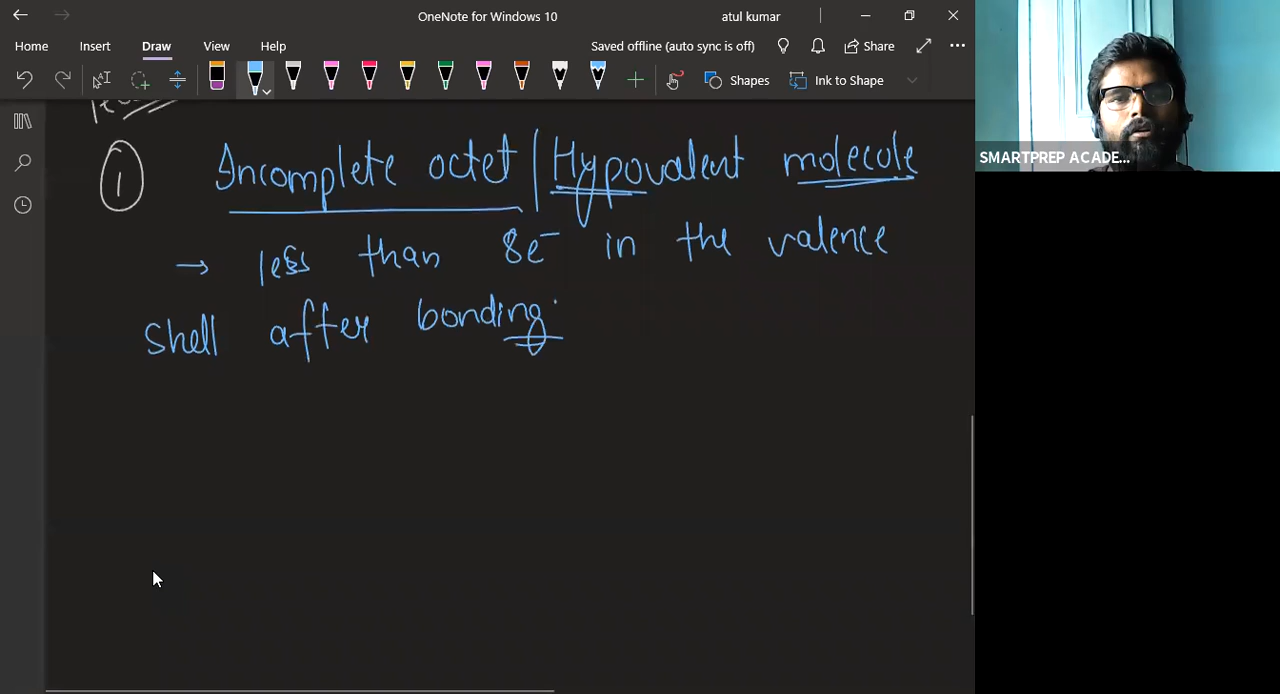 OneNote for Windows 10
atul kumar
Home Insert Draw View Help
Saved offline (auto sync is off)
Share
Shapes
Ink to Shape
SMARTPREP ACADE...
1 Incomplete octet | Hypovalent molecule
→ less than 8e⁻ in the valence
shell after bonding.